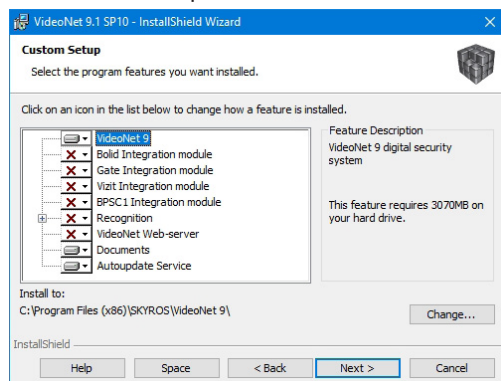 VideoNet 9.1 SP10 - InstallShield Wizard
Custom Setup
Select the program features you want installed.
Click on an icon in the list below to change how a feature is installed.
VideoNet 9
Bolid Integration module
Gate Integration module
Vizit Integration module
BPSC1 Integration module
Recognition
VideoNet Web-server
Documents
Autoupdate Service
Feature Description
VideoNet 9 digital security
system
This feature requires 3070MB on
your hard drive.
Install to:
C:\Program Files (x86)\SKYROS\VideoNet 9\
Change...
InstallShield
Help
Space
< Back
Next >
Cancel